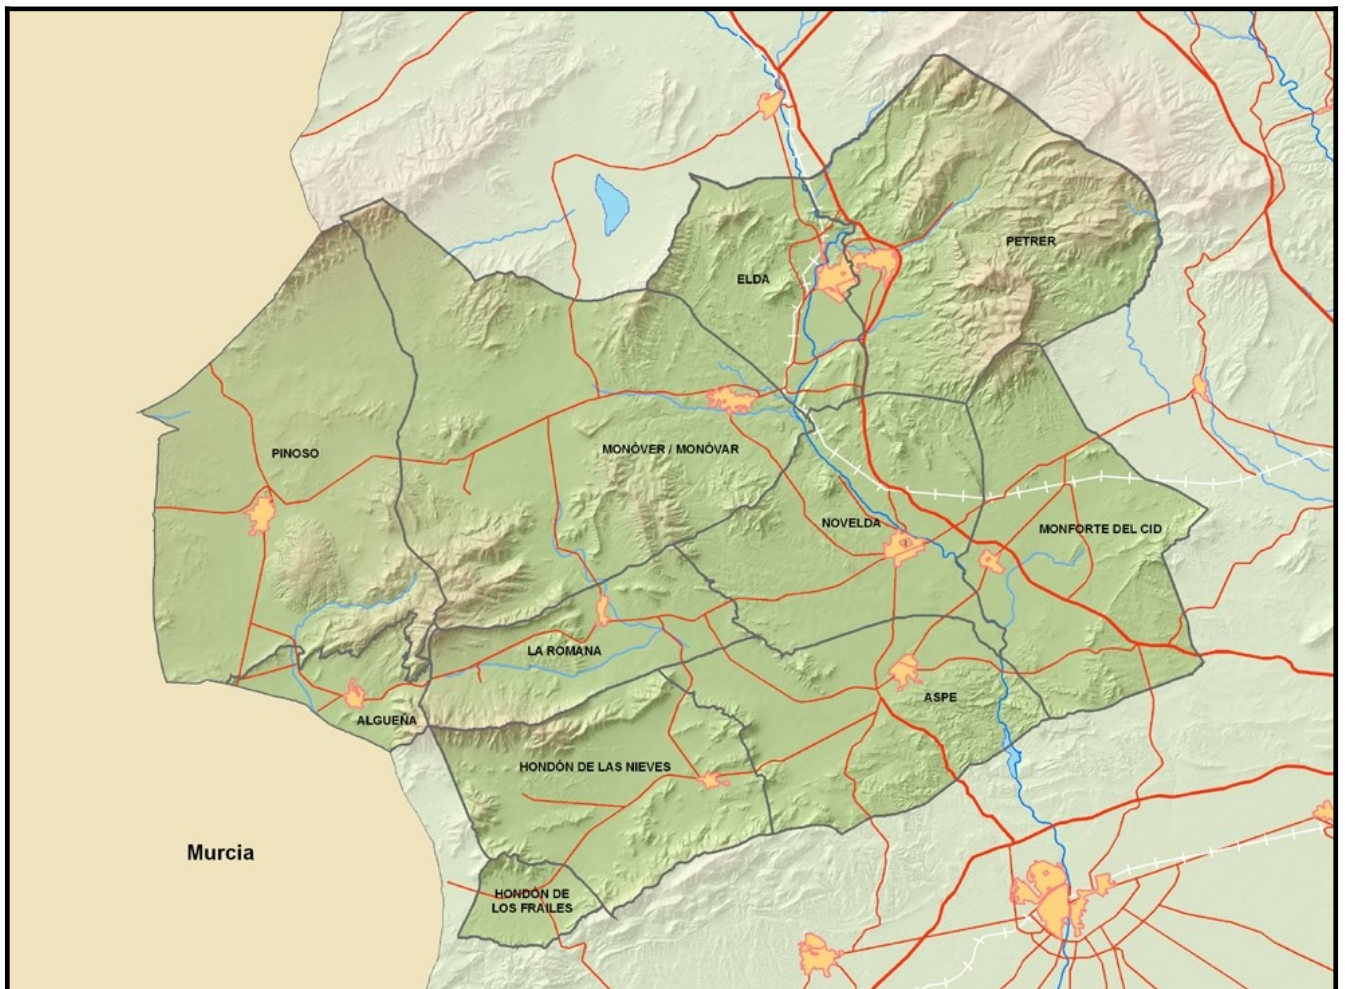 PETRER
ELDA
PINOSO
MONÓVER / MONÓVAR
NOVELDA
MONFORTE DEL CID
LA ROMANA
ASPE
ALGUEÑA
HONDÓN DE LAS NIEVES
Murcia
HONDÓN DE
LOS FRAILES